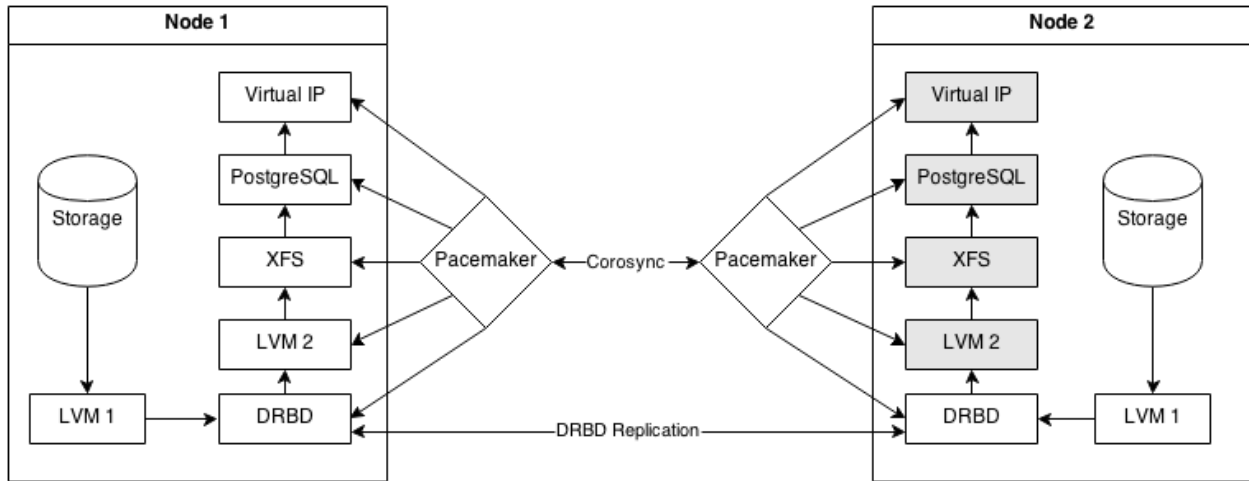 Node 1
Virtual IP
PostgreSQL
Storage
XFS
Pacemaker
LVM 2
LVM 1
DRBD
Corosync
DRBD Replication
Node 2
Virtual IP
PostgreSQL
Storage
Pacemaker
XFS
LVM 2
DRBD
LVM 1